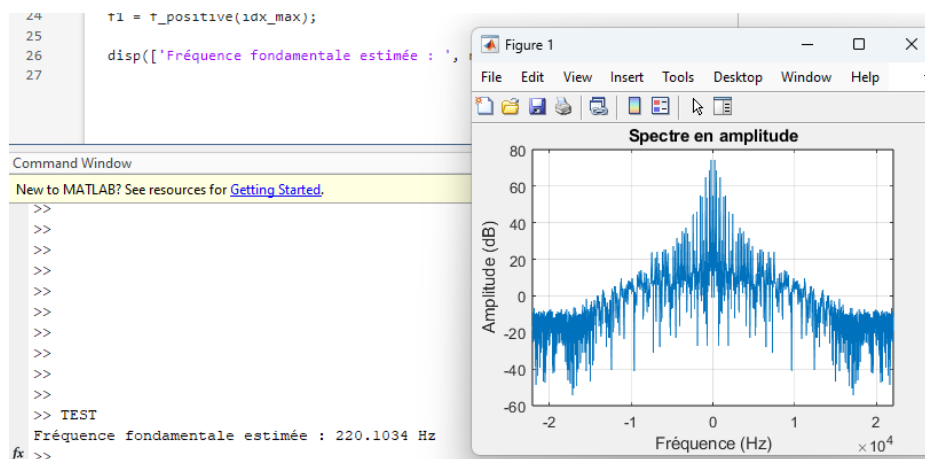 24 f1 = f_positive(idx_max);
25
26 disp(['Fréquence fondamentale estimée : ',
27
Command Window
New to MATLAB? See resources for Getting Started.
>>
>>
>>
>>
>>
>>
>>
>>
>>
>>
>> TEST
Fréquence fondamentale estimée : 220.1034 Hz
fx >>
Figure 1
File Edit View Insert Tools Desktop Window Help
Spectre en amplitude
80
60
40
20
0
-20
-40
-60
Amplitude (dB)
-2 -1 0 1 2
Fréquence (Hz)
×10⁴